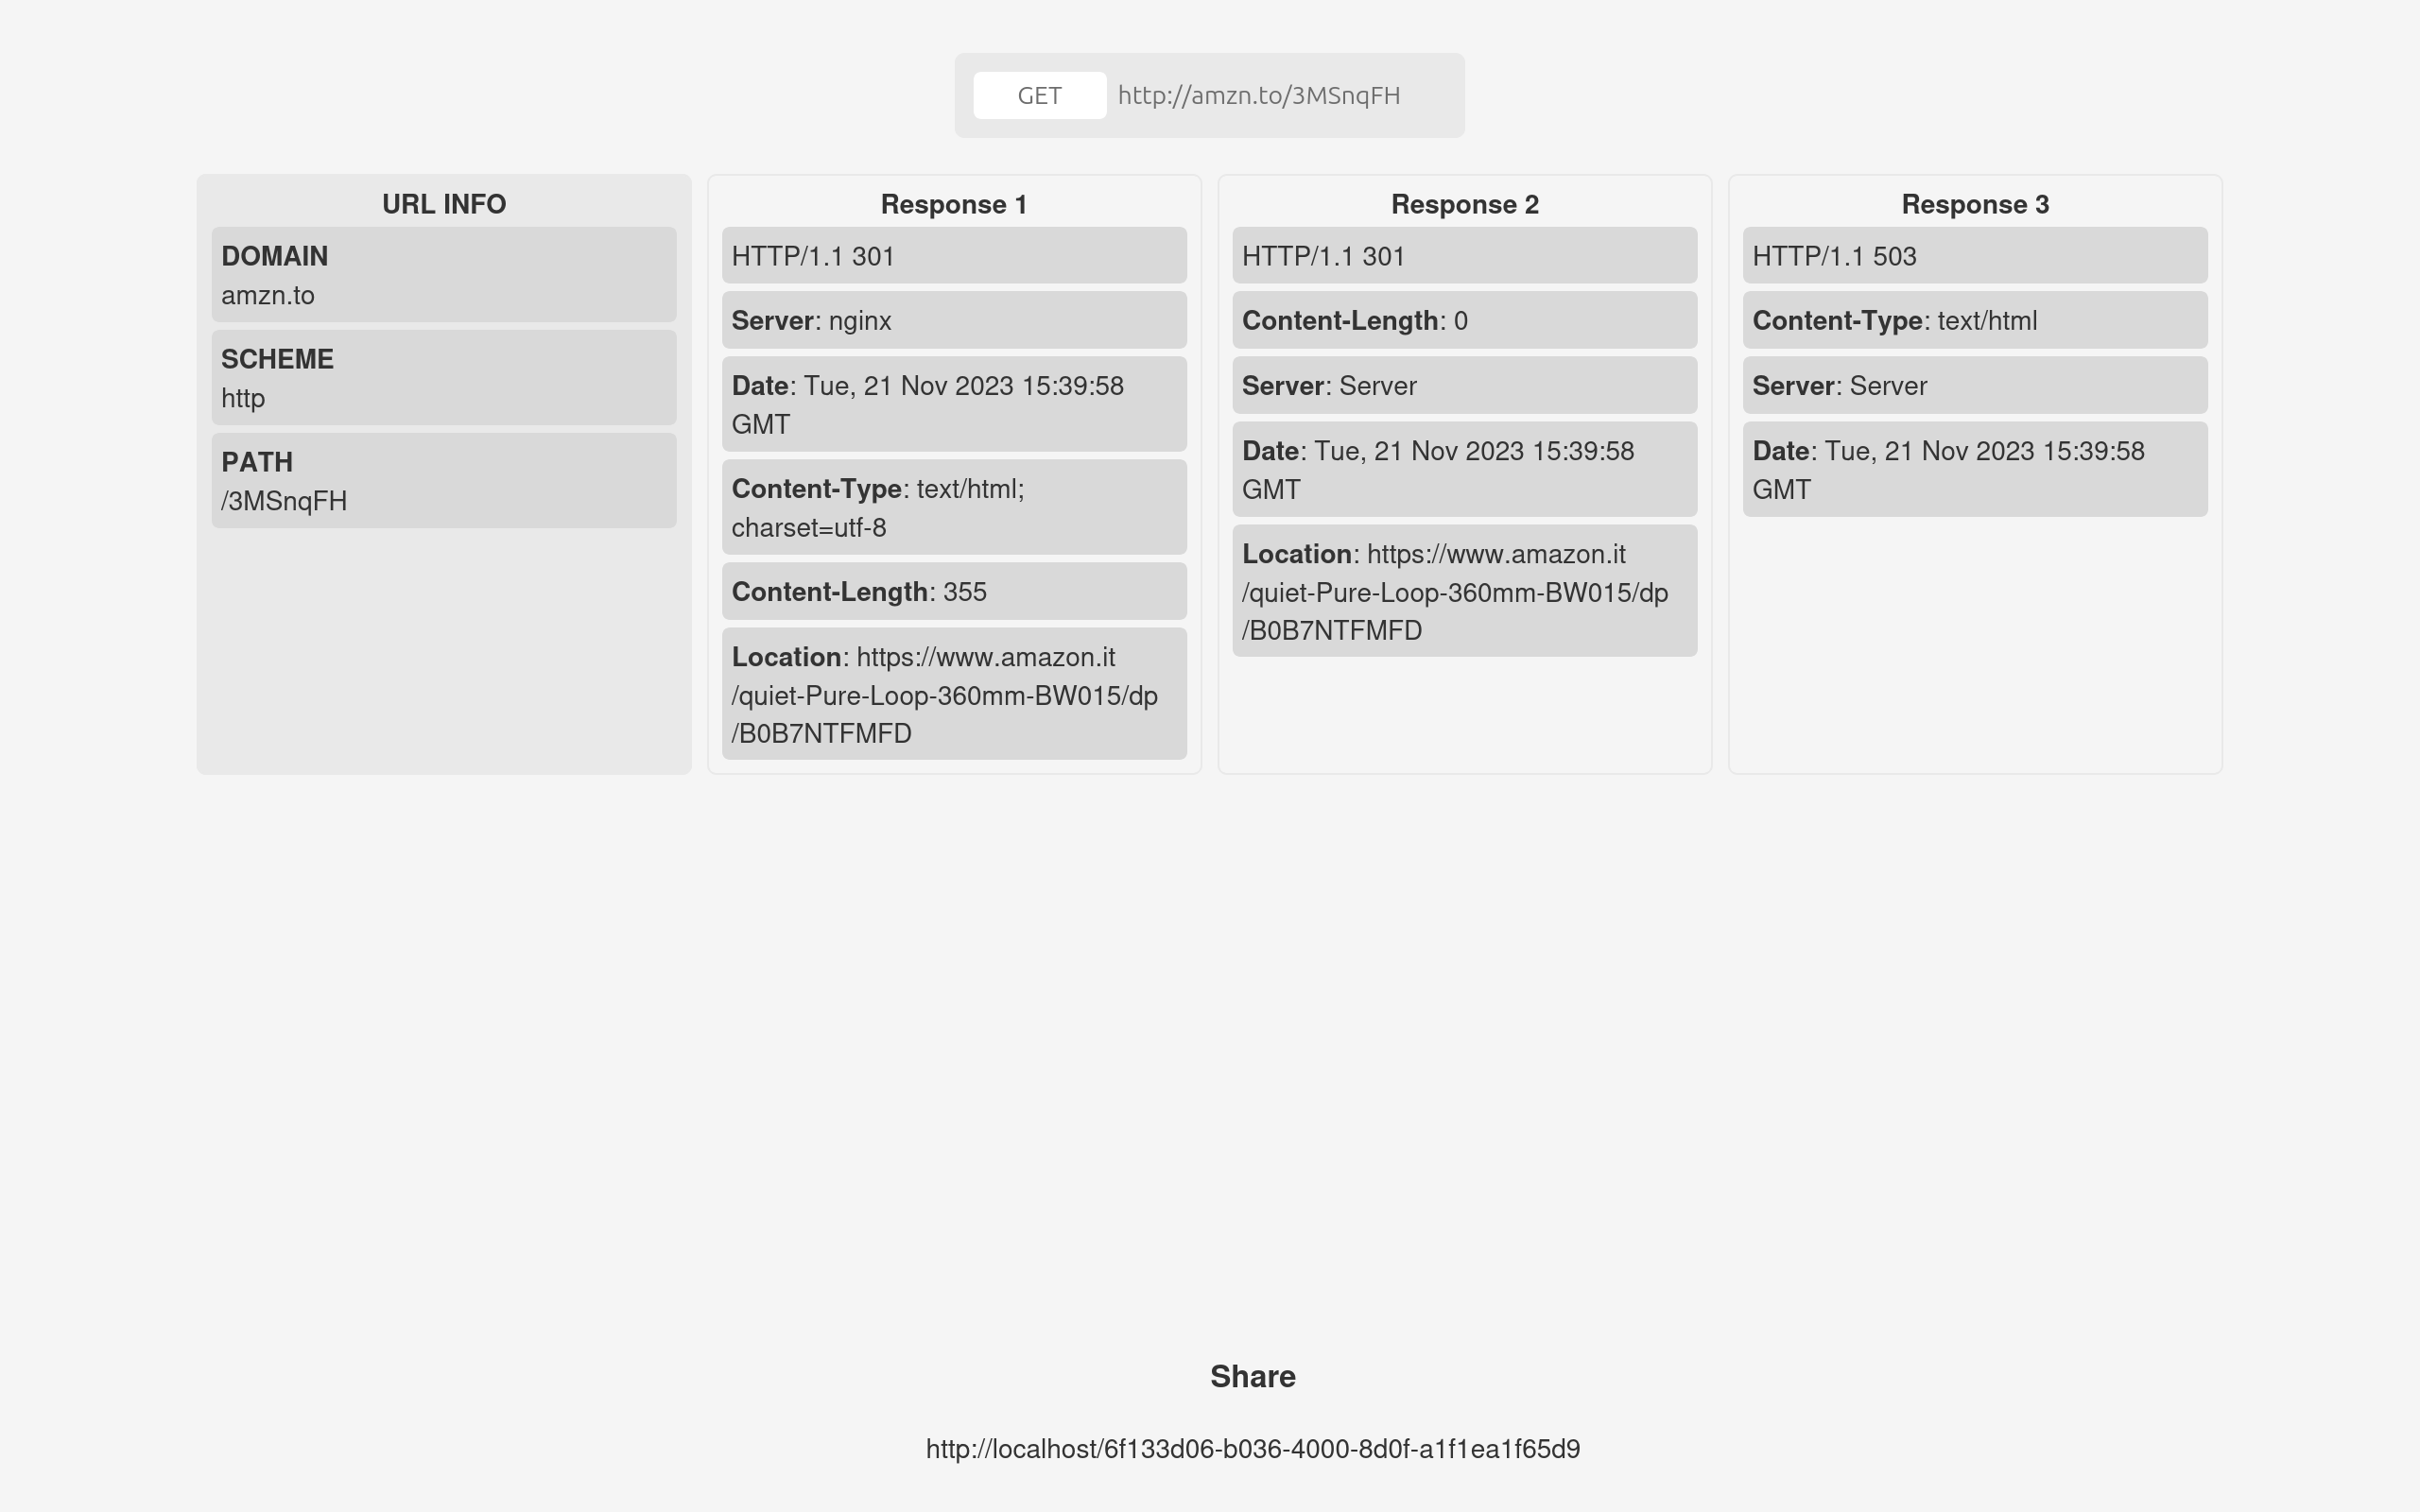 GET http://amzn.to/3MSnqFH
URL INFO
DOMAIN
amzn.to
SCHEME
http
PATH
/3MSnqFH
Response 1
HTTP/1.1 301
Server: nginx
Date: Tue, 21 Nov 2023 15:39:58
GMT
Content-Type: text/html;
charset=utf-8
Content-Length: 355
Location: https://www.amazon.it
/quiet-Pure-Loop-360mm-BW015/dp
/B0B7NTFMFD
Response 2
HTTP/1.1 301
Content-Length: 0
Server: Server
Date: Tue, 21 Nov 2023 15:39:58
GMT
Location: https://www.amazon.it
/quiet-Pure-Loop-360mm-BW015/dp
/B0B7NTFMFD
Response 3
HTTP/1.1 503
Content-Type: text/html
Server: Server
Date: Tue, 21 Nov 2023 15:39:58
GMT
Share
http://localhost/6f133d06-b036-4000-8d0f-a1f1ea1f65d9